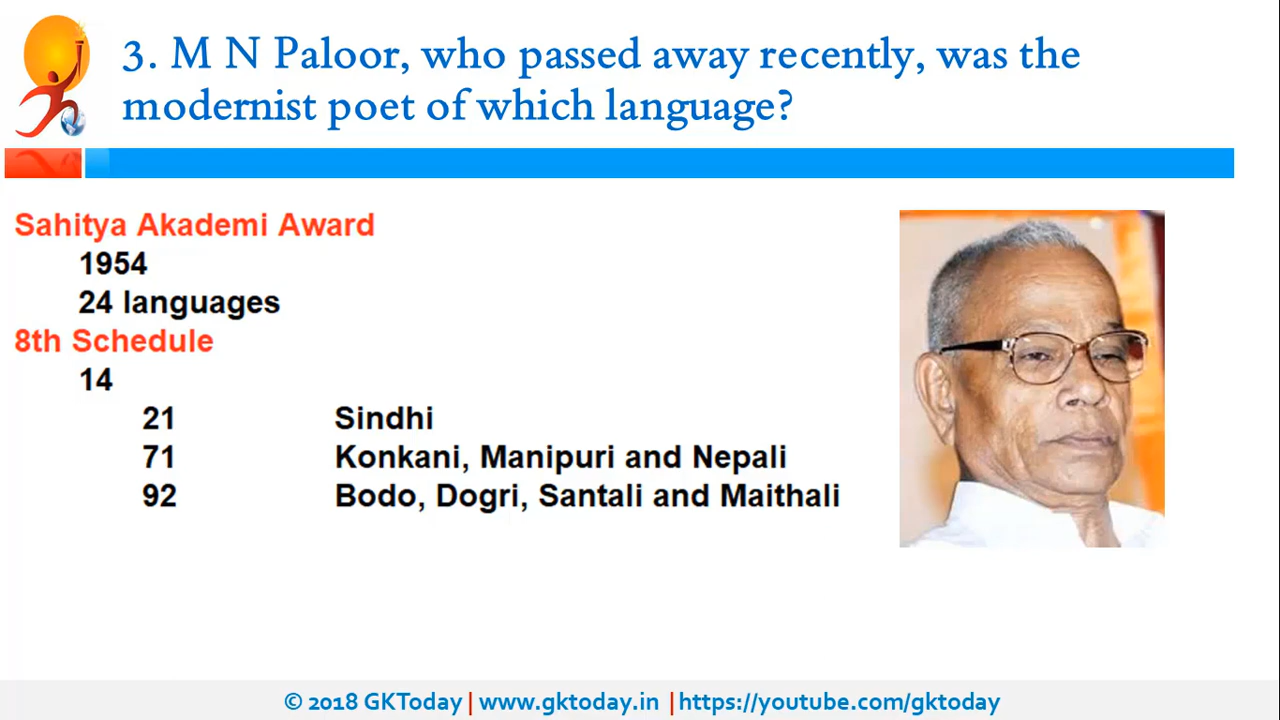 3. M N Paloor, who passed away recently, was the
modernist poet of which language?
Sahitya Akademi Award
1954
24 languages
8th Schedule
14
21 Sindhi
71 Konkani, Manipuri and Nepali
92 Bodo, Dogri, Santali and Maithali
© 2018 GKToday | www.gktoday.in | https://youtube.com/gktoday